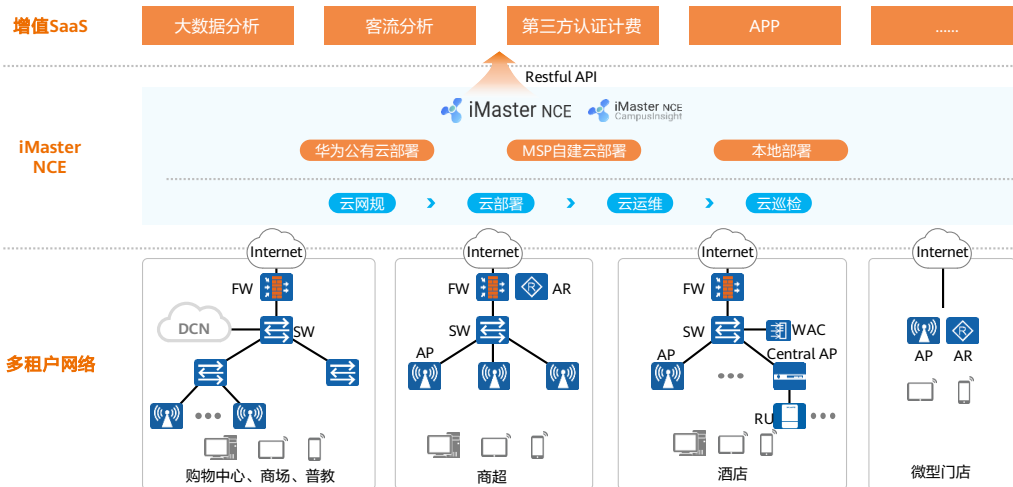 增值SaaS
大数据分析
客流分析
第三方认证计费
APP
......
Restful API
iMaster NCE
iMaster NCE
CampusInsight
iMaster
NCE
华为公有云部署
MSP自建云部署
本地部署
云网规
云部署
云运维
云巡检
多租户网络
Internet
FW
DCN
SW
购物中心、商场、普教
Internet
FW
AR
SW
AP
商超
Internet
FW
SW
WAC
AP
Central AP
RU
酒店
Internet
AP
AR
微型门店